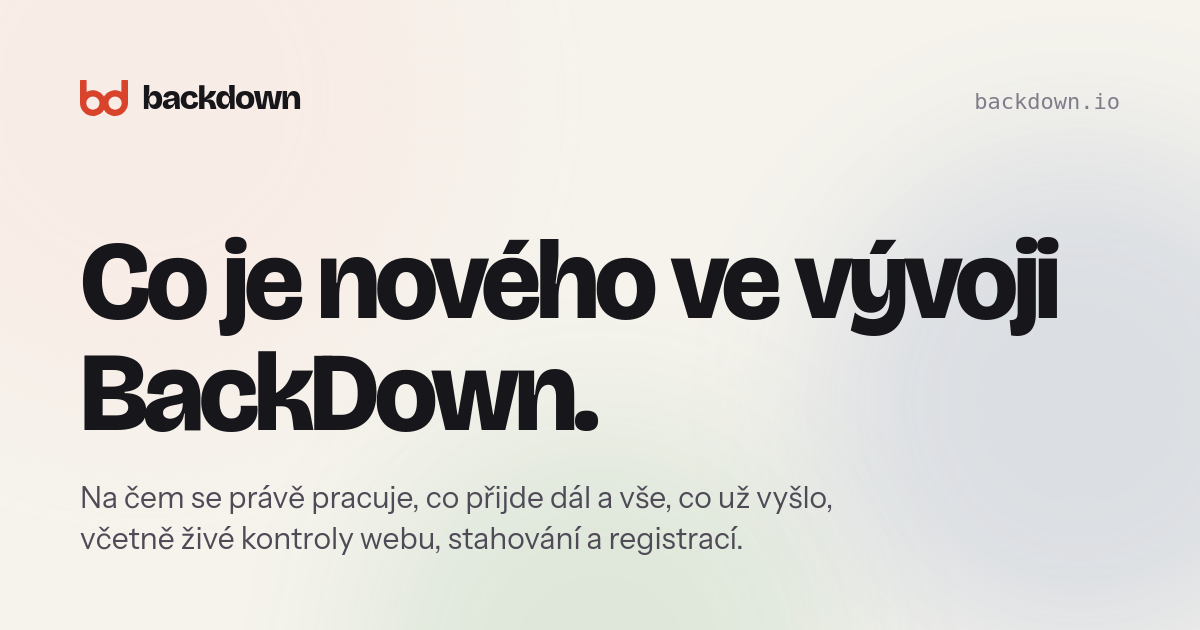 backdown
backdown.io
Co je nového ve vývoji
BackDown.
Na čem se právě pracuje, co přijde dál a vše, co už vyšlo,
včetně živé kontroly webu, stahování a registrací.